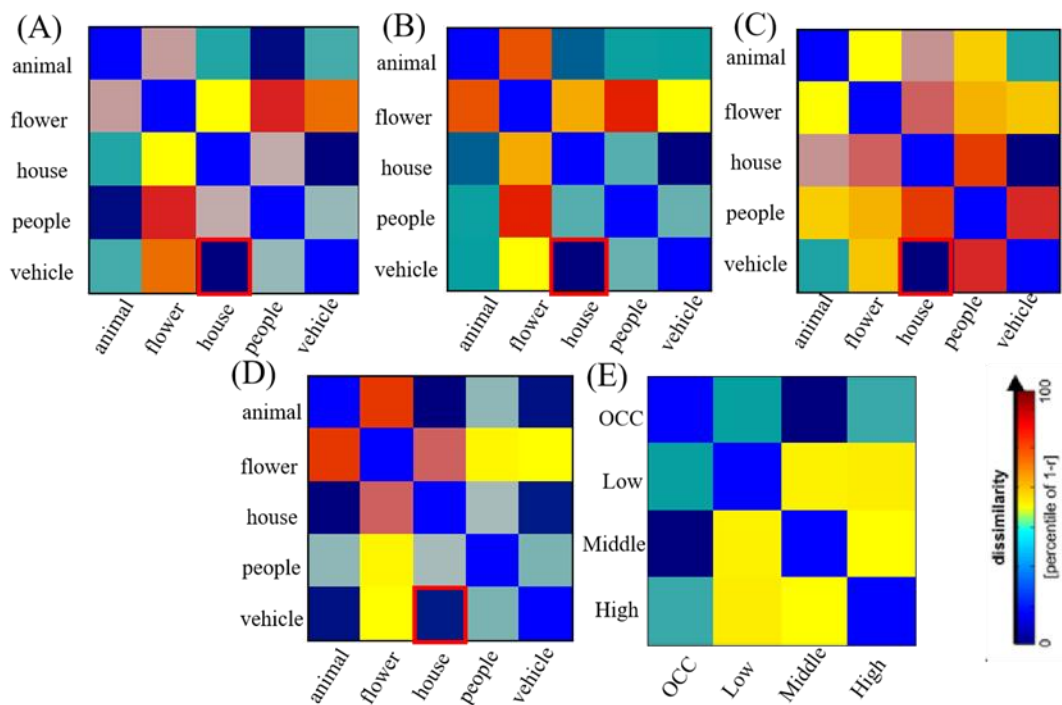 (A)
animal
flower
house
people
vehicle
animal
flower
house
people
vehicle
(B)
animal
flower
house
people
vehicle
animal
flower
house
people
vehicle
(C)
animal
flower
house
people
vehicle
animal
flower
house
people
vehicle
(D)
animal
flower
house
people
vehicle
animal
flower
house
people
vehicle
(E)
OCC
Low
Middle
High
OCC
Low
Middle
High
dissimilarity
[percentile of 1-r]
0
100